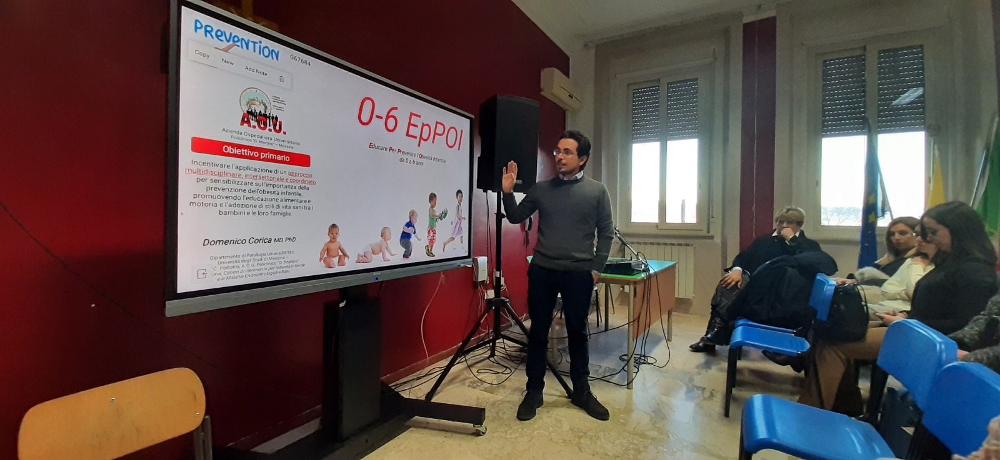 PREVENTION
067684
Copy
New
Add Note
A.O.U.
Azienda Ospedaliera Universitaria
Policlinico "G. Martino" – Messina
Obiettivo primario
Incentivare l'applicazione di un approccio
multidisciplinare, intersettoriale e coordinato
per sensibilizzare sull'importanza della
prevenzione dell'obesità infantile,
promuovendo l'educazione alimentare e
motoria e l'adozione di stili di vita sani tra i
bambini e le loro famiglie.
Domenico Corica MD, PhD
Dipartimento di Patologia Umana DETEV,
Università degli Studi di Messina –
C. Pediatria, A.O.U. Policlinico "G. Martino"
Centro di riferimento per l'obesità Infantile
e le Malattie Endocrinologiche Rare
0-6 EpPOI
Educare Per Prevenire l'Obesità Infantile
da 0 a 6 anni